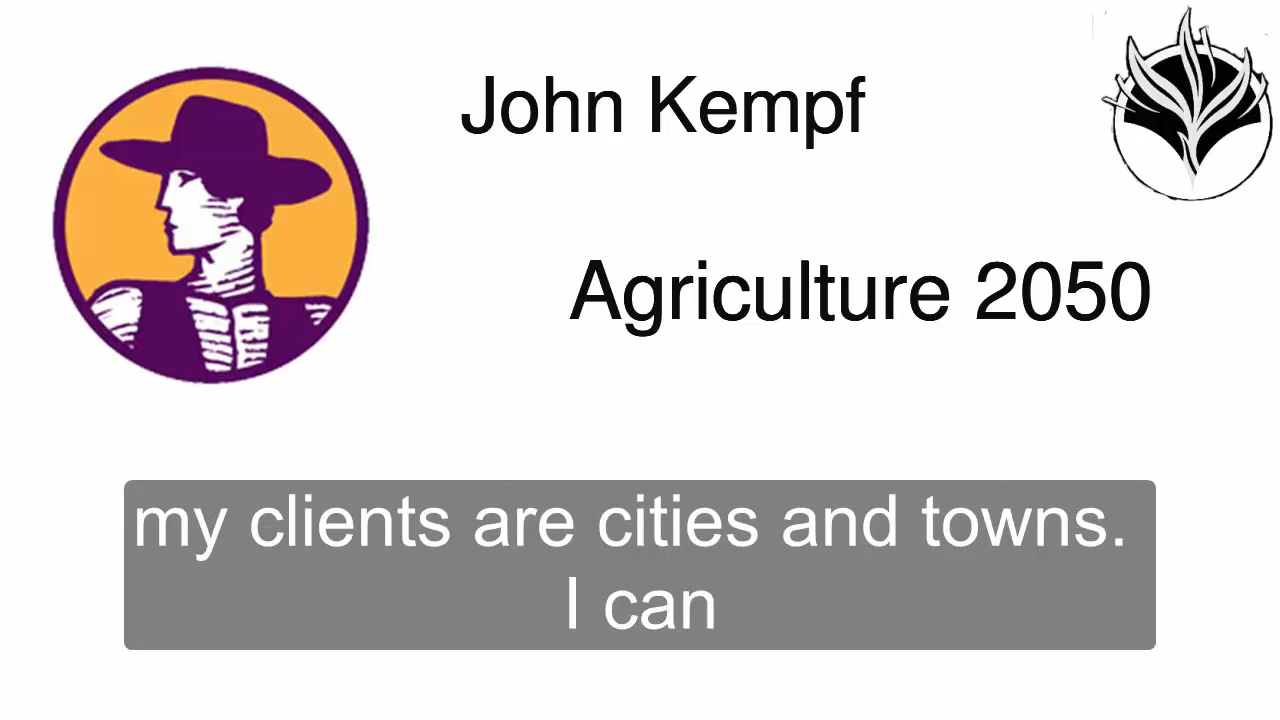 John Kempf
Agriculture 2050
my clients are cities and towns.
I can